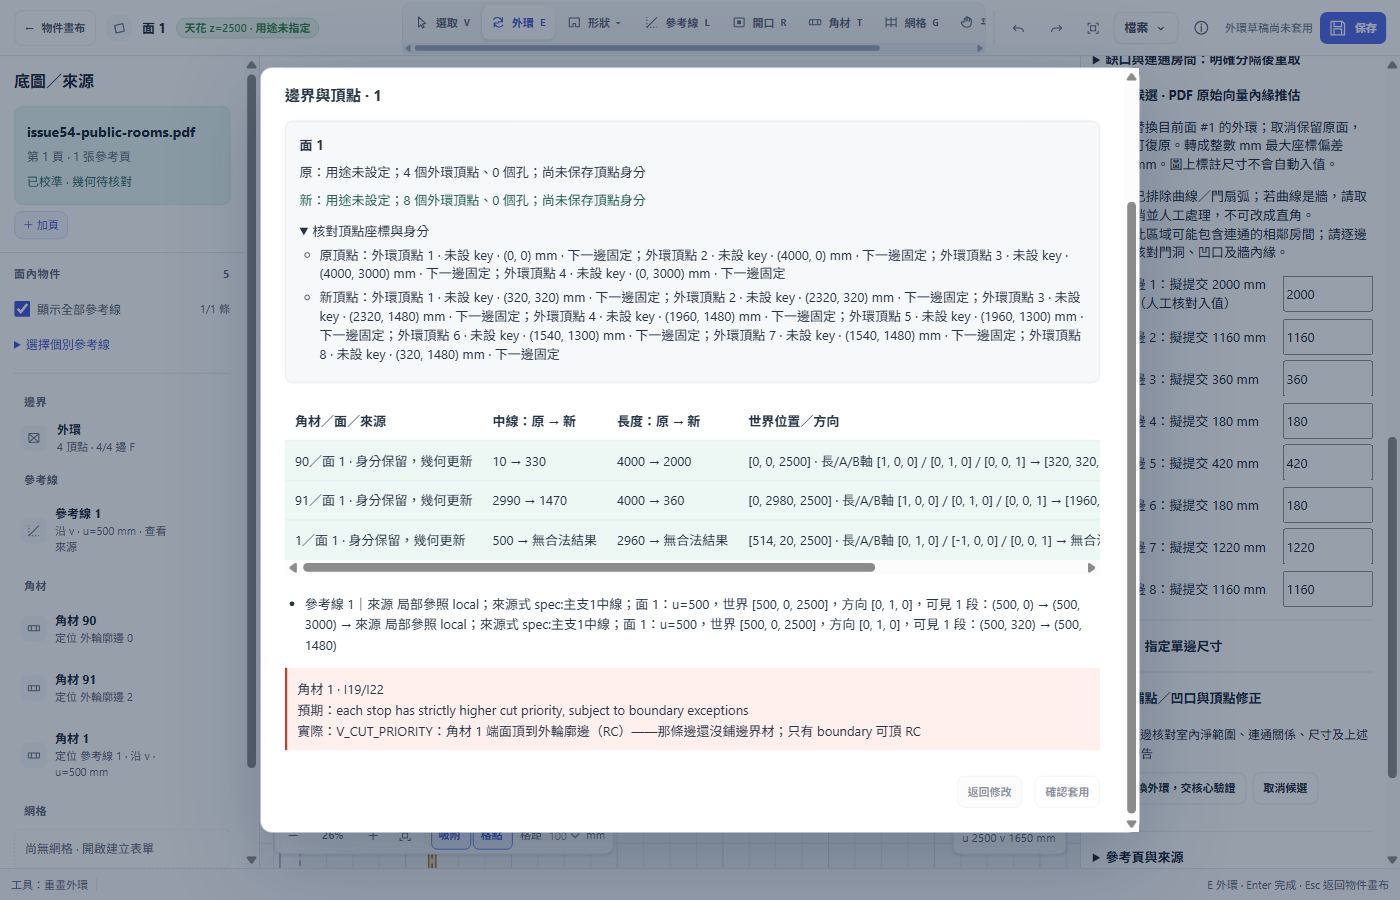 ← 物件畫布
面 1
天花 z=2500 · 用途未指定
選取 V
外環 E
形狀
參考線 L
開口 R
角材 T
網格 G
檔案
外環草稿尚未套用
保存
底圖／來源
issue54-public-rooms.pdf
第 1 頁 · 1 張參考頁
已校準 · 幾何待核對
＋ 加頁
面內物件 5
顯示全部參考線 1/1 條
選擇個別參考線
邊界
外環
4 頂點 · 4/4 邊 F
參考線
參考線 1
沿 v · u=500 mm · 查看
來源
角材
角材 90
定位 外輪廓邊 0
角材 91
定位 外輪廓邊 2
角材 1
定位 參考線 1 · 沿 v ·
u=500 mm
網格
尚無網格 · 開啟建立表單
工具：重畫外環
邊界與頂點 · 1
面 1
原：用途未設定；4 個外環頂點、0 個孔；尚未保存頂點身分
新：用途未設定；8 個外環頂點、0 個孔；尚未保存頂點身分
▼ 核對頂點座標與身分
原頂點：外環頂點 1 · 未設 key · (0, 0) mm · 下一邊固定；外環頂點 2 · 未設 key · (4000, 0) mm · 下一邊固定；外環頂點 3 · 未設 key ·
(4000, 3000) mm · 下一邊固定；外環頂點 4 · 未設 key · (0, 3000) mm · 下一邊固定
新頂點：外環頂點 1 · 未設 key · (320, 320) mm · 下一邊固定；外環頂點 2 · 未設 key · (2320, 320) mm · 下一邊固定；外環頂點 3 · 未設
key · (2320, 1480) mm · 下一邊固定；外環頂點 4 · 未設 key · (1960, 1480) mm · 下一邊固定；外環頂點 5 · 未設 key · (1960, 1300) mm ·
下一邊固定；外環頂點 6 · 未設 key · (1540, 1300) mm · 下一邊固定；外環頂點 7 · 未設 key · (1540, 1480) mm · 下一邊固定；外環頂點
8 · 未設 key · (320, 1480) mm · 下一邊固定
角材／面／來源 中線：原 → 新 長度：原 → 新 世界位置／方向
90／面 1 · 身分保留，幾何更新 10 → 330 4000 → 2000 [0, 0, 2500] · 長/A/B軸 [1, 0, 0] / [0, 1, 0] / [0, 0, 1] → [320, 320,
91／面 1 · 身分保留，幾何更新 2990 → 1470 4000 → 360 [0, 2980, 2500] · 長/A/B軸 [1, 0, 0] / [0, 1, 0] / [0, 0, 1] → [1960,
1／面 1 · 身分保留，幾何更新 500 → 無合法結果 2960 → 無合法結果 [514, 20, 2500] · 長/A/B軸 [0, 1, 0] / [-1, 0, 0] / [0, 0, 1] → 無合
參考線 1｜來源 局部參照 local；來源式 spec:主支1中線；面 1：u=500，世界 [500, 0, 2500]，方向 [0, 1, 0]，可見 1 段：(500, 0) → (500,
3000) → 來源 局部參照 local；來源式 spec:主支1中線；面 1：u=500，世界 [500, 0, 2500]，方向 [0, 1, 0]，可見 1 段：(500, 320) → (500,
1480)
角材 1 · I19/I22
預期：each stop has strictly higher cut priority, subject to boundary exceptions
實際：V_CUT_PRIORITY：角材 1 端面頂到外輪廓邊（RC）——那條邊還沒鋪邊界材；只有 boundary 可頂 RC
返回修改
確認套用
26%
吸附
格點
格距 100 mm
u 2500 v 1650 mm
缺口與連通房間：明確分隔後重取
候選 · PDF 原始向量內緣推估
替換目前面 #1 的外環；取消保留原面，
可復原。轉成整數 mm 最大座標偏差
mm。圖上標註尺寸不會自動入值。
已排除曲線／門扇弧；若曲線是牆，請取
消並人工處理，不可改成直角。
此區域可能包含連通的相鄰房間；請逐邊
核對門洞、凹口及牆內緣。
邊 1：擬提交 2000 mm 2000
（人工核對入值）
邊 2：擬提交 1160 mm 1160
邊 3：擬提交 360 mm 360
邊 4：擬提交 180 mm 180
邊 5：擬提交 420 mm 420
邊 6：擬提交 180 mm 180
邊 7：擬提交 1220 mm 1220
邊 8：擬提交 1160 mm 1160
指定單邊尺寸
補點／凹口與頂點修正
邊核對室內淨範圍、連通關係、尺寸及上述
告
換外環，交核心驗證
取消候選
參考頁與來源
E 外環 · Enter 完成 · Esc 返回物件畫布